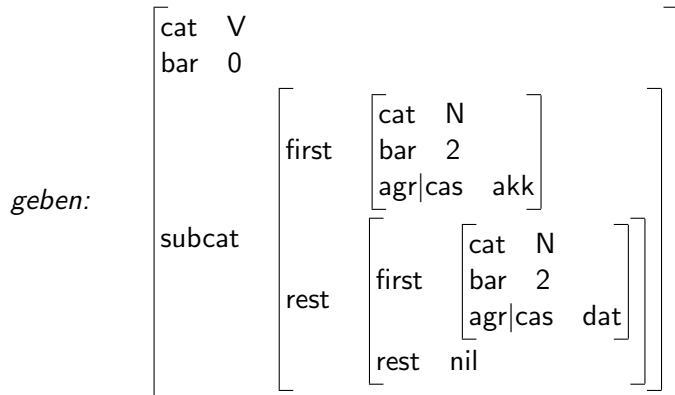 cat V
bar 0
first cat N
bar 2
agr|cas akk
geben:
subcat
rest first cat N
bar 2
agr|cas dat
rest nil